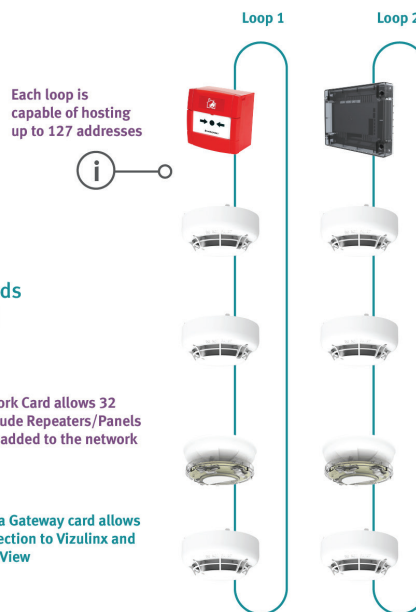 Loop 1
Loop 2
Each loop is
capable of hosting
up to 127 addresses
i
ds
ork Card allows 32
ude Repeaters/Panels
added to the network
a Gateway card allows
ection to Vizulinx and
View